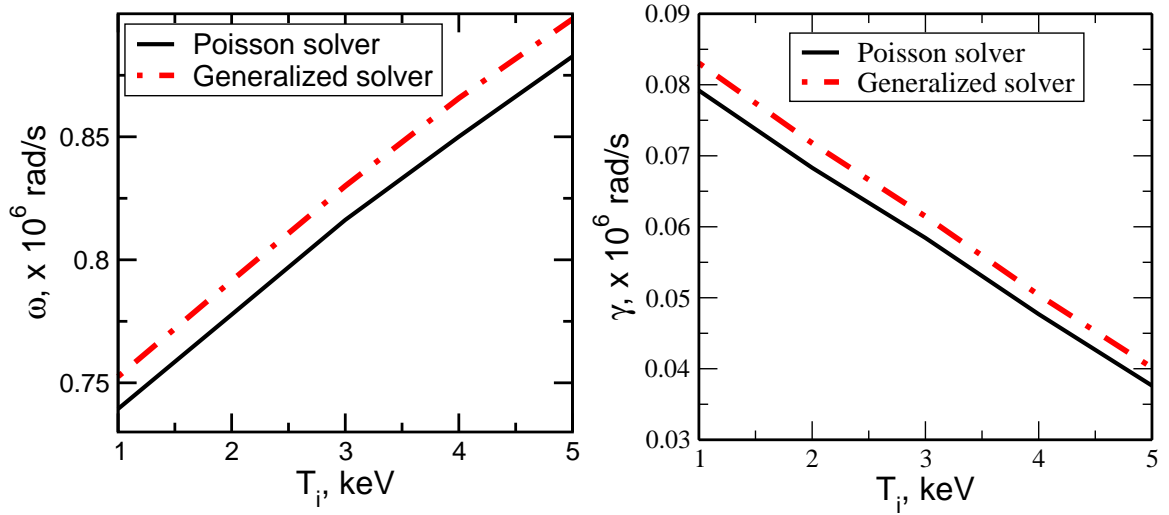 Poisson solver
Generalized solver
0.85
0.8
0.75
ω, x 10^6 rad/s
1 2 3 4 5
T_i, keV
Poisson solver
Generalized solver
0.09
0.08
0.07
0.06
0.05
0.04
0.03
γ, x 10^6 rad/s
1 2 3 4 5
T_i, keV